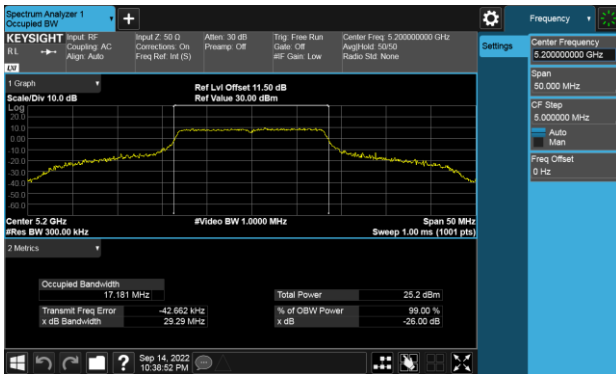 Spectrum Analyzer 1
Occupied BW
+
Frequency
KEYSIGHT
RL
LXI
Input: RF
Coupling: AC
Align: Auto
Input Z: 50 Ω
Corrections: On
Freq Ref: Int (S)
Atten: 30 dB
Preamp: Off
Trig: Free Run
Gate: Off
#IF Gain: Low
Center Freq: 5.200000000 GHz
Avg|Hold: 50/50
Radio Std: None
Settings
Center Frequency
5.200000000 GHz
Span
50.000 MHz
CF Step
5.000000 MHz
Auto
Man
Freq Offset
0 Hz
1 Graph
Scale/Div 10.0 dB
Ref Lvl Offset 11.50 dB
Ref Value 30.00 dBm
Log
20.0
10.0
0.00
-10.0
-20.0
-30.0
-40.0
-50.0
-60.0
Center 5.2 GHz
#Res BW 300.00 kHz
#Video BW 1.0000 MHz
Span 50 MHz
Sweep 1.00 ms (1001 pts)
2 Metrics
Occupied Bandwidth
17.181 MHz
Total Power 25.2 dBm
Transmit Freq Error -42.662 kHz
% of OBW Power 99.00 %
x dB Bandwidth 29.29 MHz
x dB -26.00 dB
?
Sep 14, 2022
10:38:52 PM